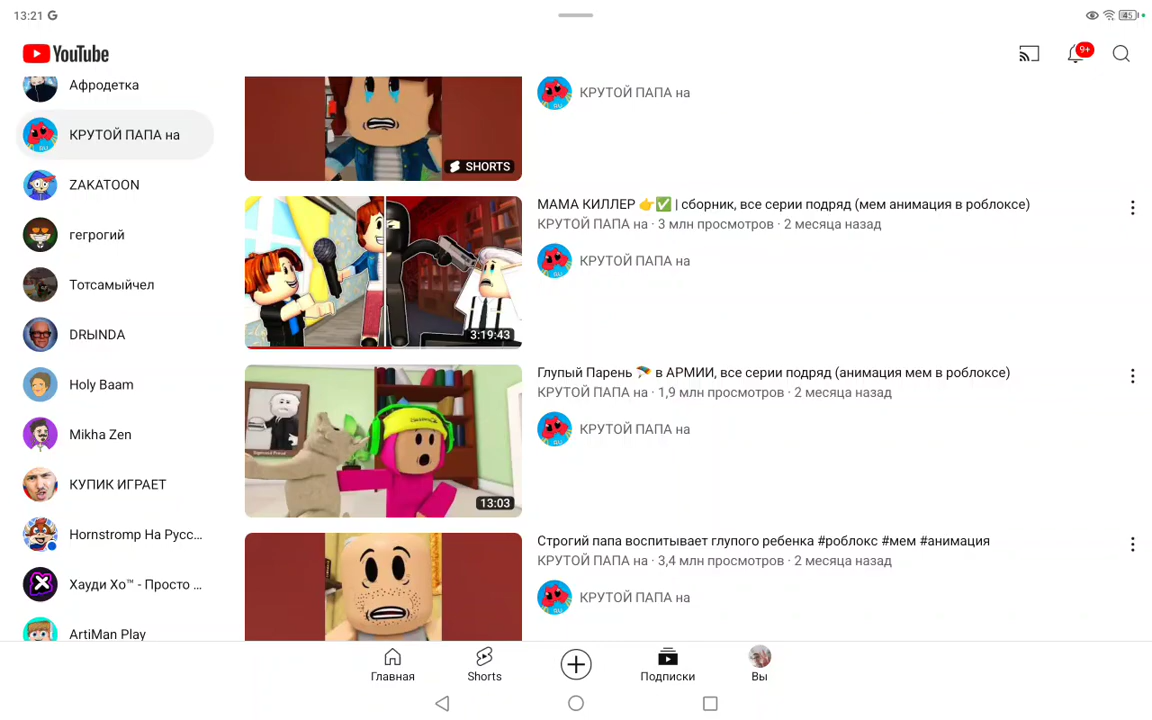 13:21 G
45
YouTube
9+
Афродетка
КРУТОЙ ПАПА на
ZAKATOON
гегрогий
Тотсамыйчел
DRЫNDA
Holy Baam
Mikha Zen
КУПИК ИГРАЕТ
Hornstromp На Русс...
Хауди Хо™ - Просто ...
ArtiMan Play
SHORTS
КРУТОЙ ПАПА на
3:19:43
МАМА КИЛЛЕР 👉✅ | сборник, все серии подряд (мем анимация в роблоксе)
КРУТОЙ ПАПА на · 3 млн просмотров · 2 месяца назад
КРУТОЙ ПАПА на
13:03
Глупый Парень 🪂 в АРМИИ, все серии подряд (анимация мем в роблоксе)
КРУТОЙ ПАПА на · 1,9 млн просмотров · 2 месяца назад
КРУТОЙ ПАПА на
Строгий папа воспитывает глупого ребенка #роблокс #мем #анимация
КРУТОЙ ПАПА на · 3,4 млн просмотров · 2 месяца назад
КРУТОЙ ПАПА на
Главная
Shorts
Подписки
Вы